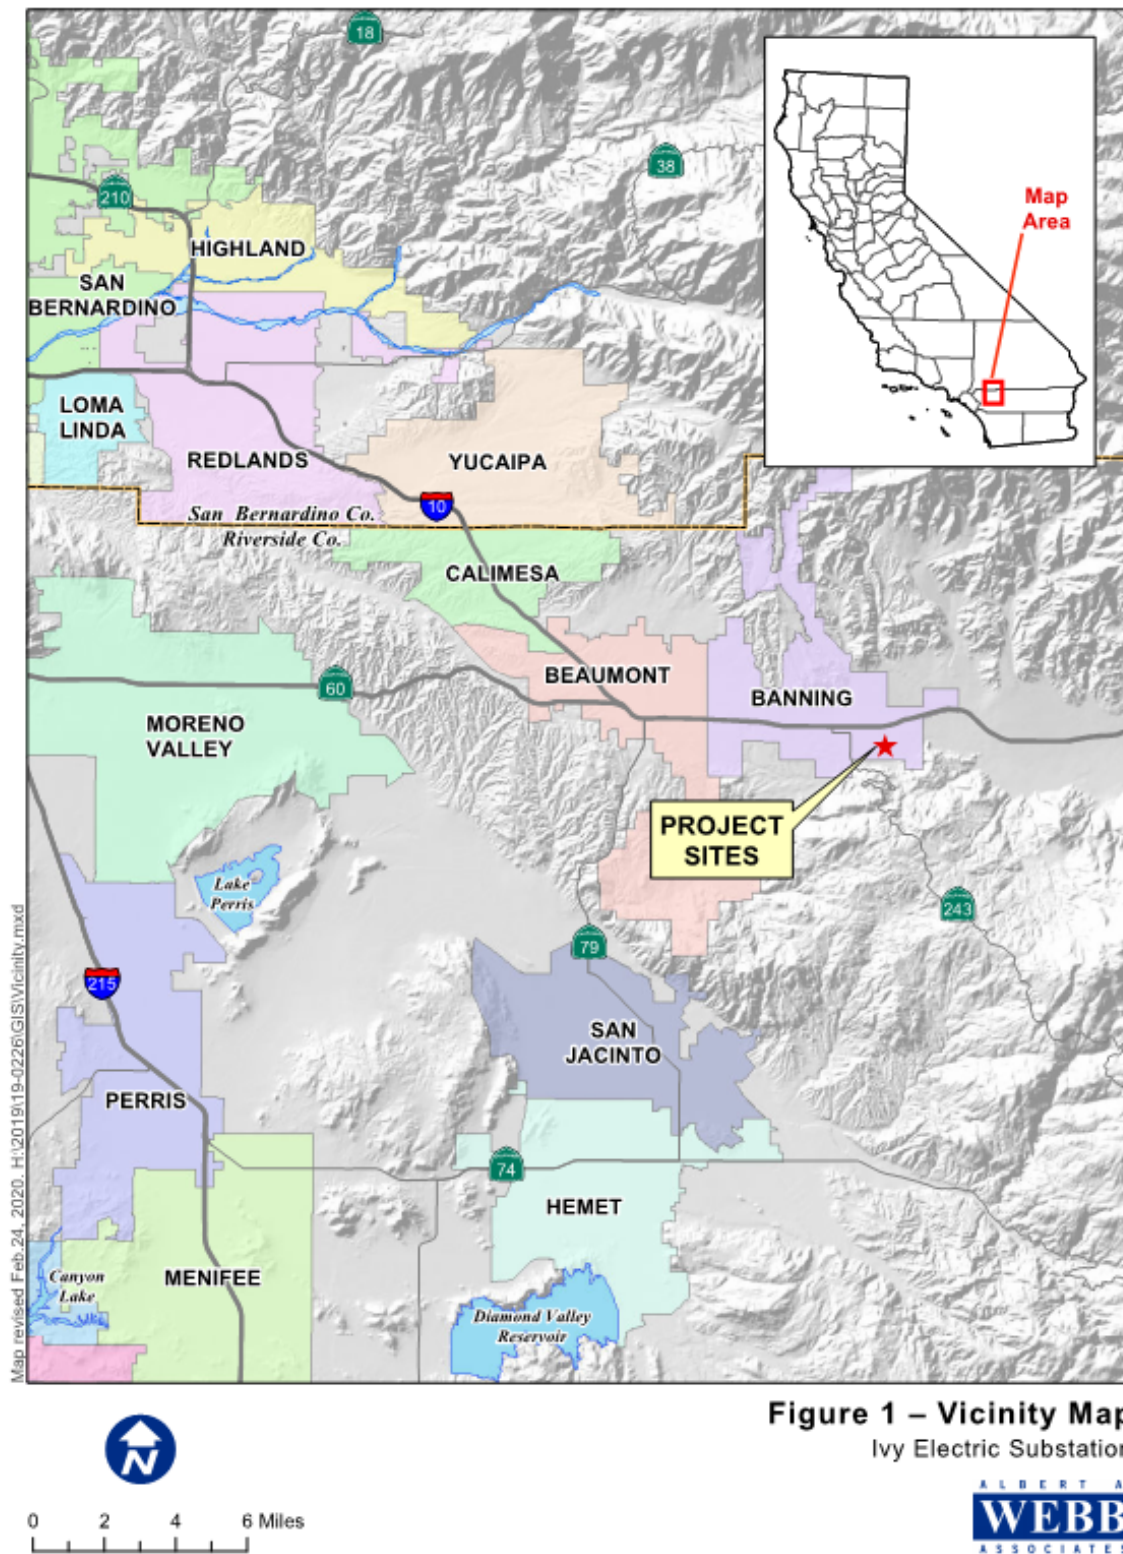 18
38
Map
Area
210
HIGHLAND
SAN
BERNARDINO
LOMA
LINDA
REDLANDS
YUCAIPA
10
San Bernardino Co.
Riverside Co.
CALIMESA
BEAUMONT
BANNING
60
MORENO
VALLEY
PROJECT
SITES
Lake
Perris
243
79
215
SAN
JACINTO
PERRIS
74
HEMET
MENIFEE
Canyon
Lake
Diamond Valley
Reservoir
Map revised Feb.24, 2020. H:\2019\19-0226\GIS\Vicinity.mxd
Figure 1 – Vicinity Map
Ivy Electric Substation
N
0 2 4 6 Miles
ALBERT A
WEBB
ASSOCIATES